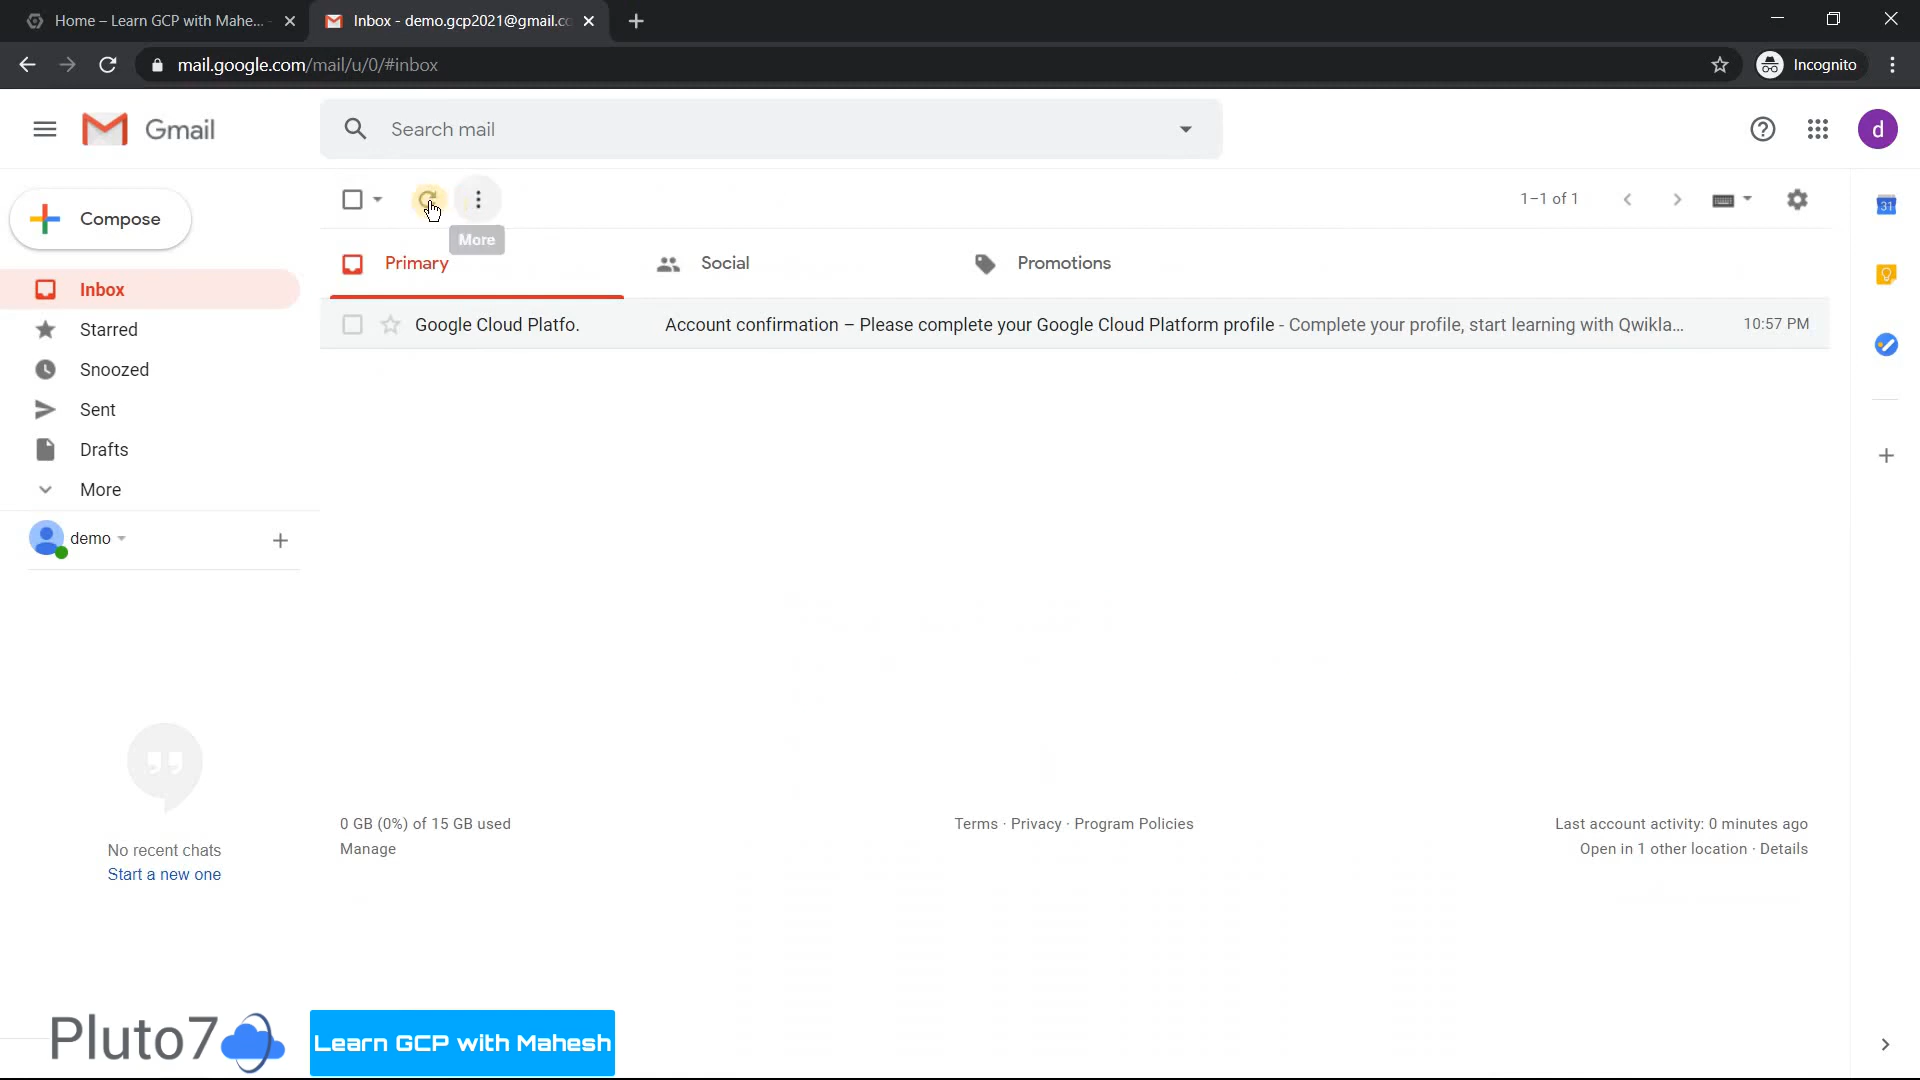 Home – Learn GCP with Mahe...
Inbox - demo.gcp2021@gmail.cc
mail.google.com/mail/u/0/#inbox
Incognito
Gmail
Search mail
d
Compose
1–1 of 1
31
More
Primary
Social
Promotions
Inbox
Google Cloud Platfo.
Account confirmation – Please complete your Google Cloud Platform profile - Complete your profile, start learning with Qwikla...
10:57 PM
Starred
Snoozed
Sent
Drafts
More
demo
No recent chats
Start a new one
0 GB (0%) of 15 GB used
Manage
Terms · Privacy · Program Policies
Last account activity: 0 minutes ago
Open in 1 other location · Details
Pluto7
Learn GCP with Mahesh